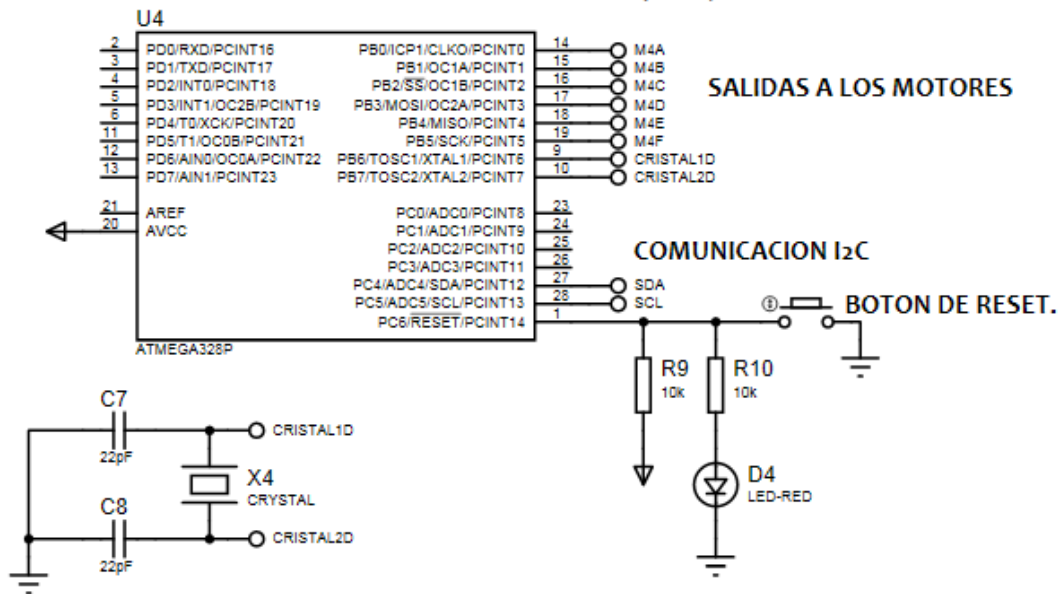 U4
2 PD0/RXD/PCINT16 PB0/ICP1/CLKO/PCINT0 14 M4A
3 PD1/TXD/PCINT17 PB1/OC1A/PCINT1 15 M4B
4 PD2/INT0/PCINT18 PB2/SS/OC1B/PCINT2 16 M4C
5 PD3/INT1/OC2B/PCINT19 PB3/MOSI/OC2A/PCINT3 17 M4D
6 PD4/T0/XCK/PCINT20 PB4/MISO/PCINT4 18 M4E
11 PD5/T1/OC0B/PCINT21 PB5/SCK/PCINT5 19 M4F
12 PD6/AIN0/OC0A/PCINT22 PB6/TOSC1/XTAL1/PCINT6 9 CRISTAL1D
13 PD7/AIN1/PCINT23 PB7/TOSC2/XTAL2/PCINT7 10 CRISTAL2D
SALIDAS A LOS MOTORES
21 AREF PC0/ADC0/PCINT8 23
20 AVCC PC1/ADC1/PCINT9 24
PC2/ADC2/PCINT10 25
PC3/ADC3/PCINT11 26
PC4/ADC4/SDA/PCINT12 27 SDA
PC5/ADC5/SCL/PCINT13 28 SCL
PC6/RESET/PCINT14 1
COMUNICACION I2C
BOTON DE RESET.
ATMEGA328P
R9
10k
R10
10k
D4
LED-RED
C7
22pF
CRISTAL1D
X4
CRYSTAL
C8
22pF
CRISTAL2D